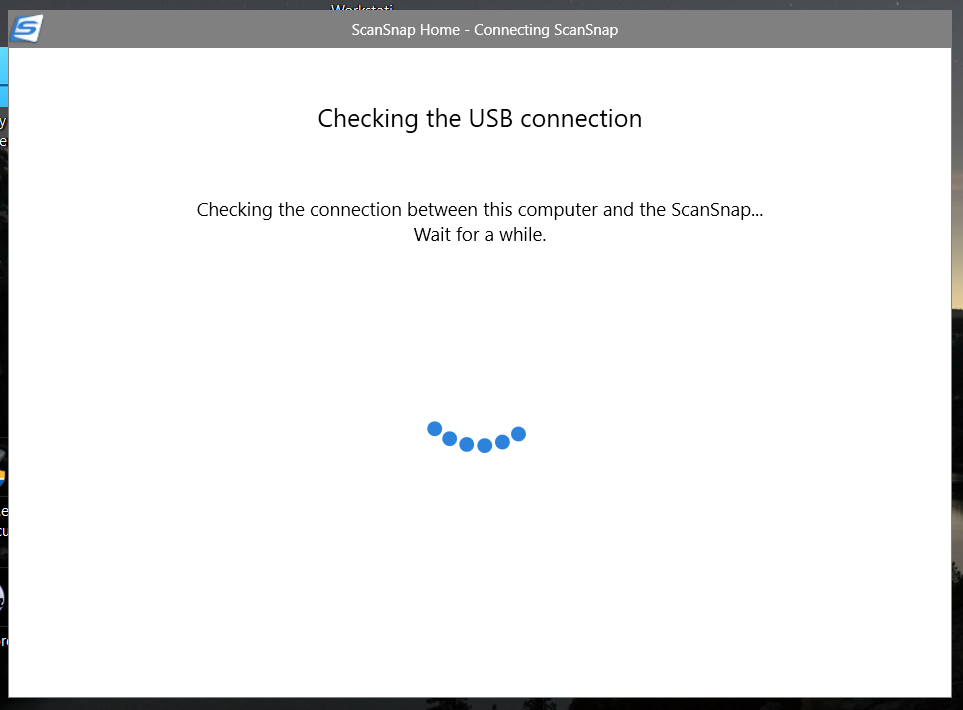 Workstati
ScanSnap Home - Connecting ScanSnap
Checking the USB connection
Checking the connection between this computer and the ScanSnap...
Wait for a while.